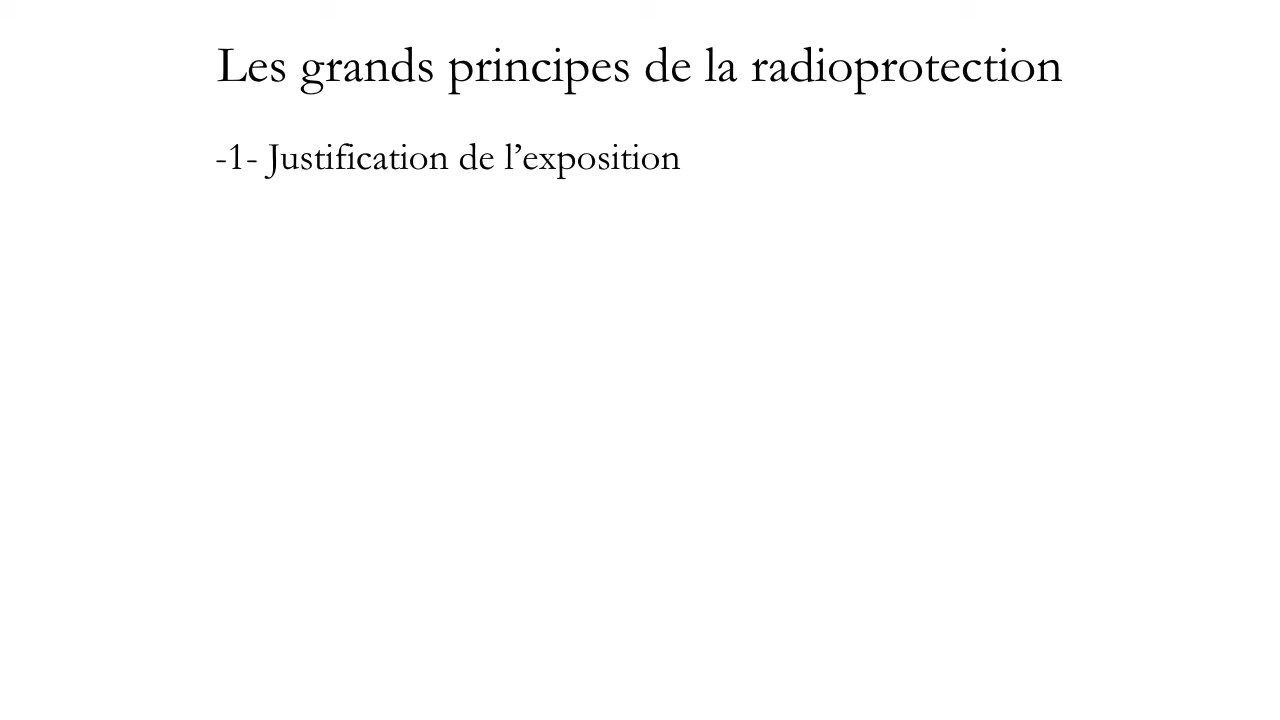 Les grands principes de la radioprotection
-1- Justification de l’exposition